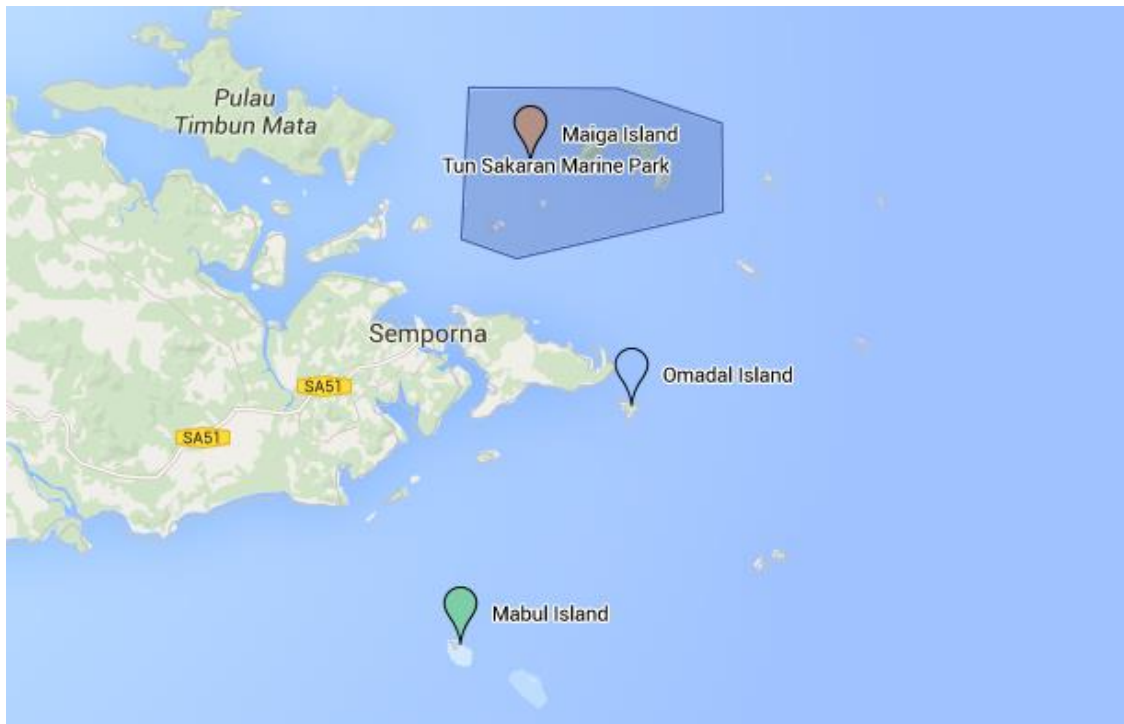 Pulau
Timbun Mata
Maiga Island
Tun Sakaran Marine Park
Semporna
Omadal Island
SA51
SA51
Mabul Island